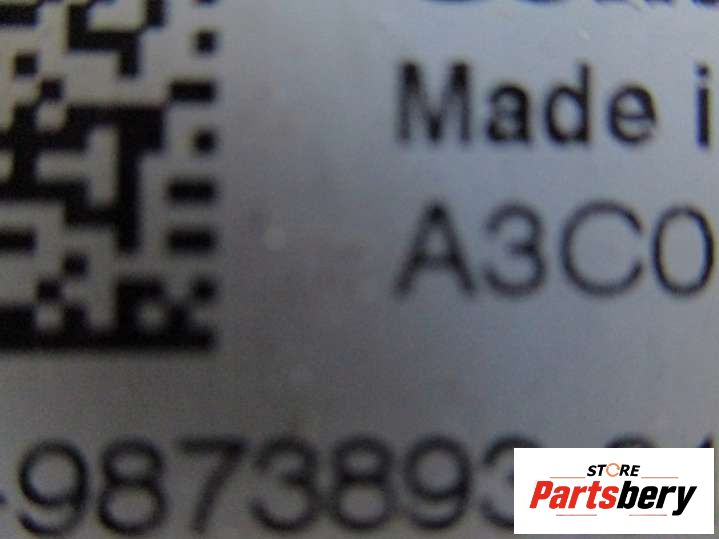 Made i
A3C0
-9873893
STORE
Partsbery